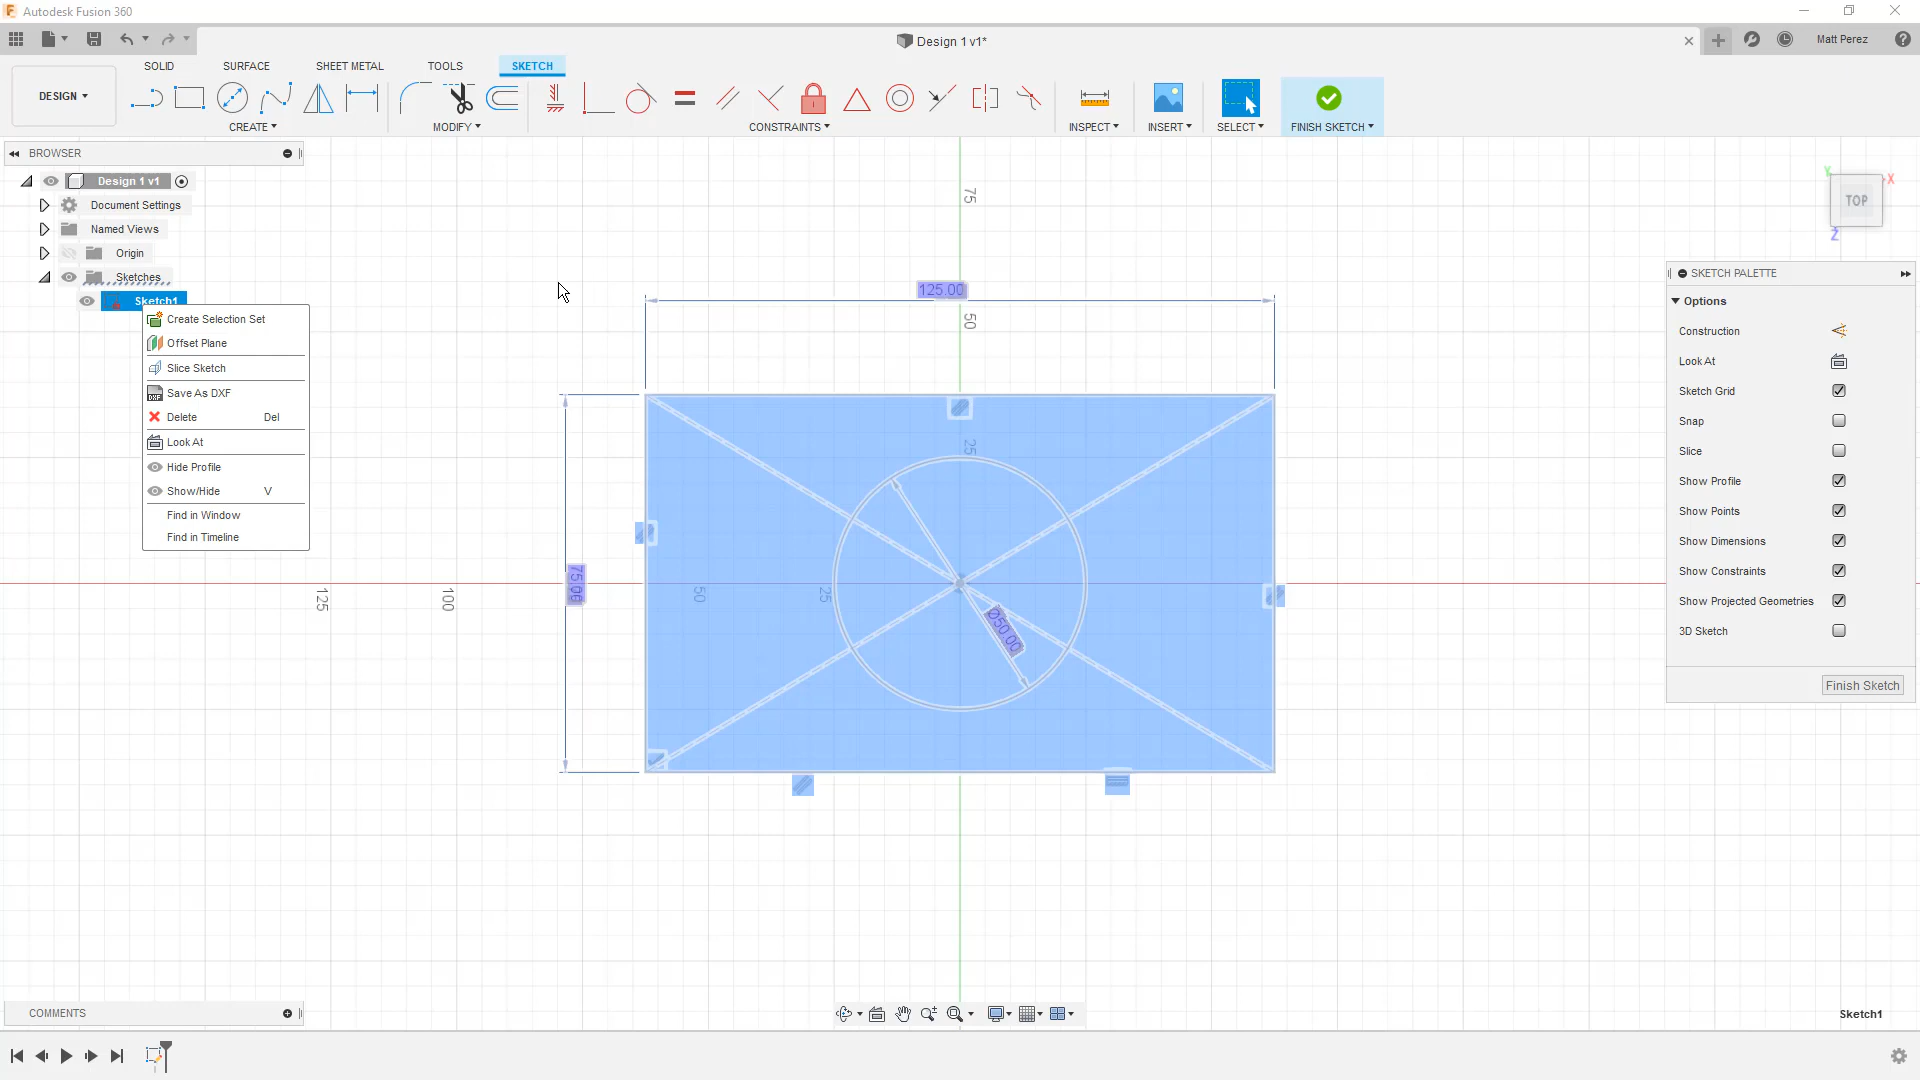 Autodesk Fusion 360
Design 1 v1*
Matt Perez
SOLID
SURFACE
SHEET METAL
TOOLS
SKETCH
DESIGN
CREATE
MODIFY
CONSTRAINTS
INSPECT
INSERT
SELECT
FINISH SKETCH
BROWSER
Design 1 v1
Document Settings
Named Views
Origin
Sketches
Sketch1
Create Selection Set
Offset Plane
Slice Sketch
DXF
Save As DXF
Delete Del
Look At
Hide Profile
Show/Hide V
Find in Window
Find in Timeline
75
125.00
50
25
75.00
125
100
50
25
Ø50.00
Y
X
TOP
Z
SKETCH PALETTE
Options
Construction
Look At
Sketch Grid
Snap
Slice
Show Profile
Show Points
Show Dimensions
Show Constraints
Show Projected Geometries
3D Sketch
Finish Sketch
COMMENTS
Sketch1